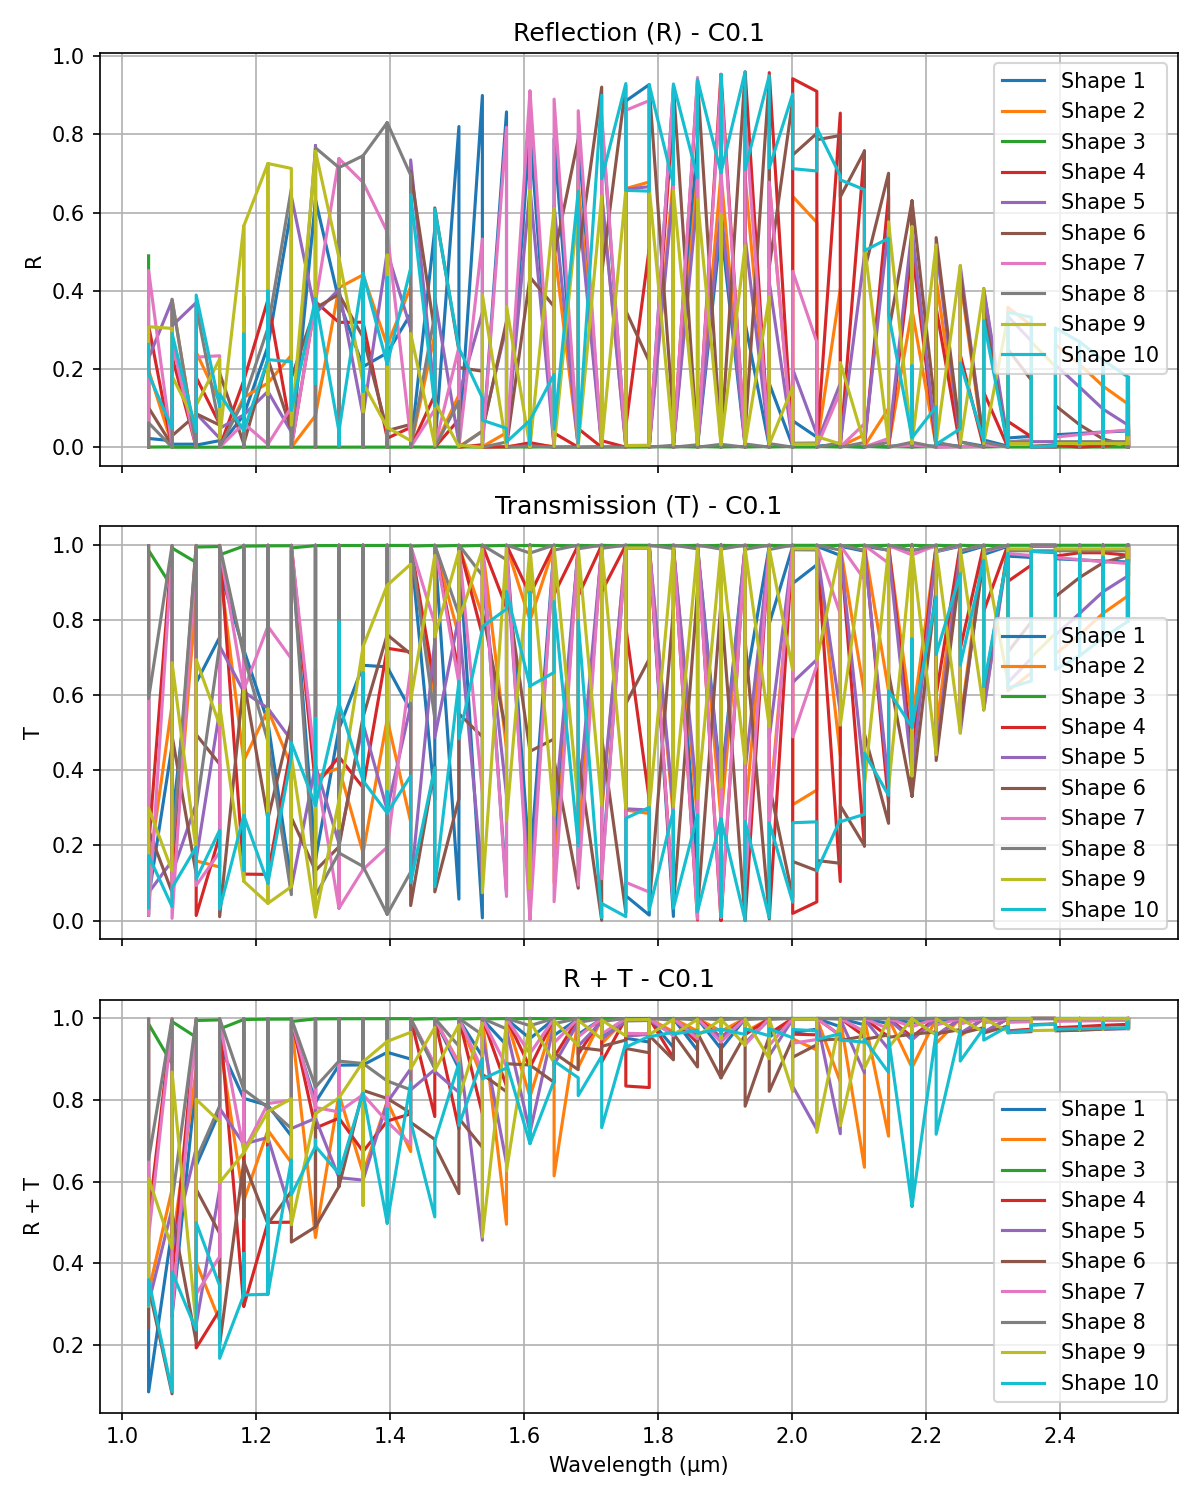 Reflection (R) - C0.1
1.0
0.8
0.6
0.4
0.2
0.0
R
Shape 1
Shape 2
Shape 3
Shape 4
Shape 5
Shape 6
Shape 7
Shape 8
Shape 9
Shape 10
Transmission (T) - C0.1
1.0
0.8
0.6
0.4
0.2
0.0
T
Shape 1
Shape 2
Shape 3
Shape 4
Shape 5
Shape 6
Shape 7
Shape 8
Shape 9
Shape 10
R + T - C0.1
1.0
0.8
0.6
0.4
0.2
R + T
Shape 1
Shape 2
Shape 3
Shape 4
Shape 5
Shape 6
Shape 7
Shape 8
Shape 9
Shape 10
1.0 1.2 1.4 1.6 1.8 2.0 2.2 2.4
Wavelength (μm)